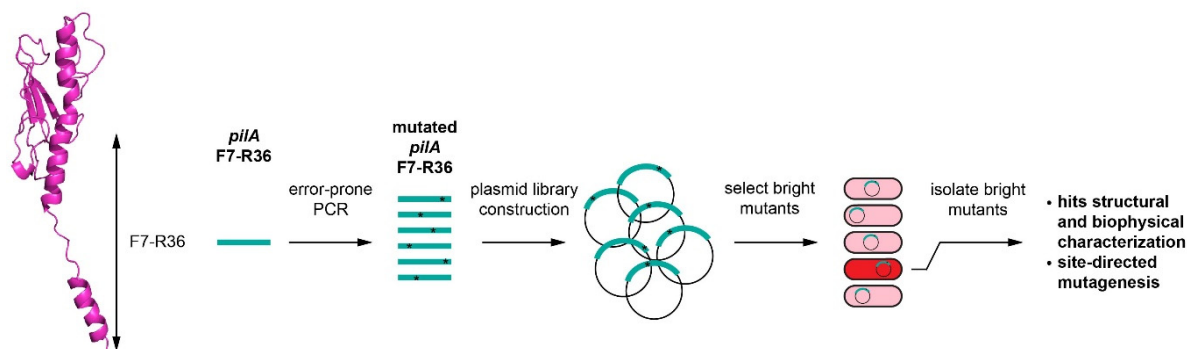 F7-R36
pilA
F7-R36
error-prone
PCR
mutated
pilA
F7-R36
plasmid library
construction
select bright
mutants
isolate bright
mutants
• hits structural
and biophysical
characterization
• site-directed
mutagenesis